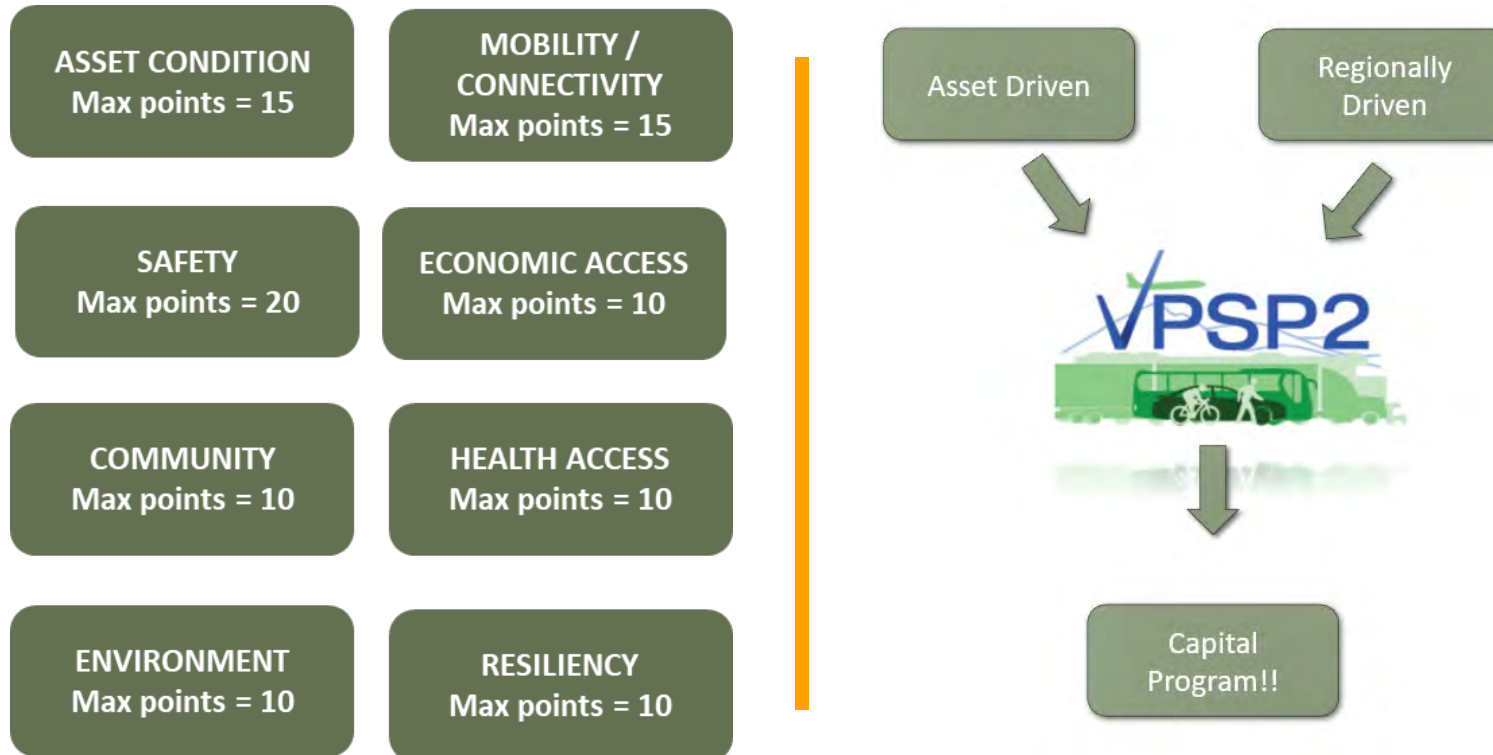 ASSET CONDITION
Max points = 15
MOBILITY /
CONNECTIVITY
Max points = 15
SAFETY
Max points = 20
ECONOMIC ACCESS
Max points = 10
COMMUNITY
Max points = 10
HEALTH ACCESS
Max points = 10
ENVIRONMENT
Max points = 10
RESILIENCY
Max points = 10
Asset Driven
Regionally
Driven
VPSP2
Capital
Program!!